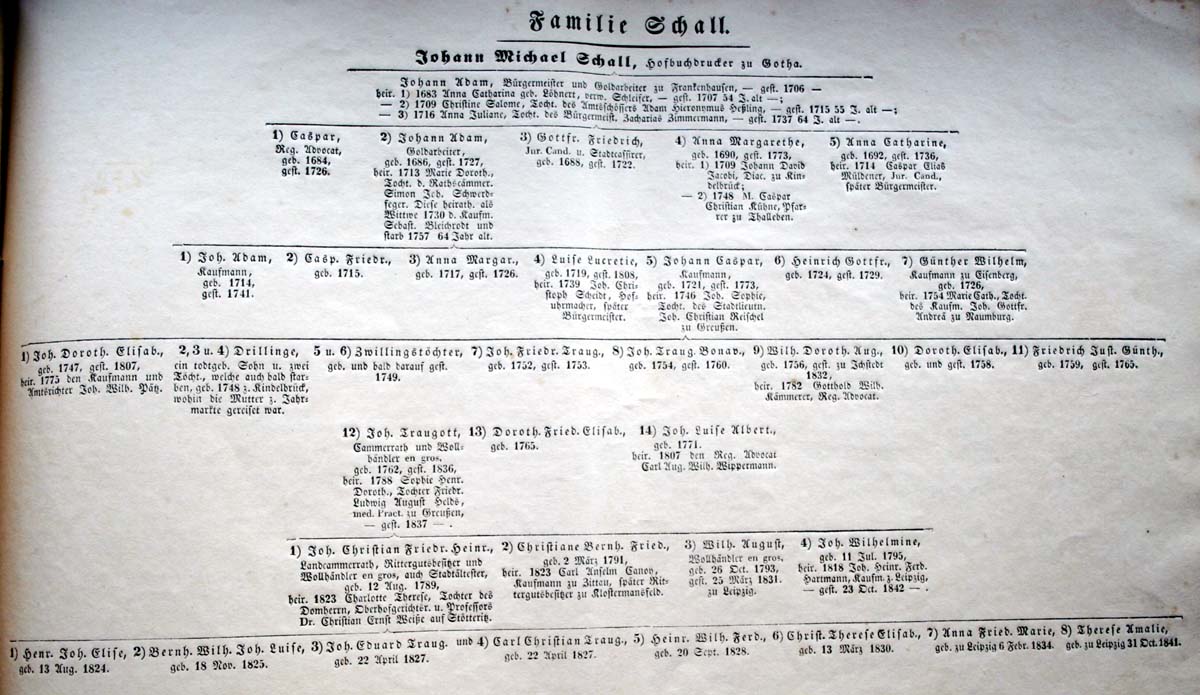 Familie Schall.
Johann Michael Schall, Hofbuchdrucker zu Gotha.
Johann Adam, Bürgermeister und Goldarbeiter zu Frankenhausen, — gest. 1706 —
heir. 1) 1683 Anna Catharina geb. Löhnert, verw. Schleifer, — gest. 1707 54 J. alt —;
— 2) 1709 Christine Salome, Tocht. des Amtsschössers Adam Hieronymus Heßling, — gest. 1715 55 J. alt —;
— 3) 1716 Anna Juliane, Tocht. des Bürgermeist. Zacharias Zimmermann, — gest. 1737 64 J. alt —.
1) Caspar,
Reg. Advocat,
geb. 1684,
gest. 1726.
2) Johann Adam,
Goldarbeiter,
geb. 1686, gest. 1727,
heir. 1713 Marie Doroth.,
Tocht. d. Rathscämmer.
Simon Joh. Schwerd-
feger. Diese heirath. als
Wittwe 1730 d. Kaufm.
Sebast. Bleichrodt und
starb 1757 64 Jahr alt.
3) Gottfr. Friedrich,
Jur. Cand. u. Stadtcassirer,
geb. 1688, gest. 1722.
4) Anna Margarethe,
geb. 1690, gest. 1773,
heir. 1) 1709 Johann David
Jacobi, Diac. zu Kin-
delbrück;
— 2) 1748 M. Caspar
Christian Kühne, Pfar-
rer zu Thalleben.
5) Anna Catharine,
geb. 1692, gest. 1736,
heir. 1714 Caspar Elias
Müldener, Jur. Cand.,
später Bürgermeister.
1) Joh. Adam,
Kaufmann,
geb. 1714,
gest. 1741.
2) Casp. Friedr.,
geb. 1715.
3) Anna Margar.,
geb. 1717, gest. 1726.
4) Luise Lucretie,
geb. 1719, gest. 1808,
heir. 1739 Joh. Chri-
stoph Scheidt, Hof-
uhrmacher, später
Bürgermeister.
5) Johann Caspar,
Kaufmann,
geb. 1721, gest. 1773,
heir. 1746 Joh. Sophie,
Tocht. des Stadtlieutn.
Joh. Christian Reischel
zu Greußen.
6) Heinrich Gottfr.,
geb. 1724, gest. 1729.
7) Günther Wilhelm,
Kaufmann zu Eisenberg,
geb. 1726,
heir. 1754 Marie Cath., Tocht.
des Kaufm. Joh. Gottfr.
Andreä zu Naumburg.
1) Joh. Doroth. Elisab.,
geb. 1747, gest. 1807,
heir. 1775 den Kaufmann und
Amtsrichter Joh. Wilh. Pätz.
2, 3 u. 4) Drillinge,
ein todtgeb. Sohn u. zwei
Töcht., welche auch bald star-
ben, geb. 1748 z. Kindelbrück,
wohin die Mutter z. Jahr-
markte gereiset war.
5 u. 6) Zwillingstöchter,
geb. und bald darauf gest.
1749.
7) Joh. Friedr. Traug.,
geb. 1752, gest. 1753.
8) Joh. Traug. Bonav.,
geb. 1754, gest. 1760.
9) Wilh. Doroth. Aug.,
geb. 1756, gest. zu Ichstedt
1832,
heir. 1782 Gotthold Wilh.
Kämmerer, Reg. Advocat.
10) Doroth. Elisab.,
geb. und gest. 1758.
11) Friedrich Just. Günth.,
geb. 1759, gest. 1765.
12) Joh. Traugott,
Cammerrath und Woll-
händler en gros,
geb. 1762, gest. 1836,
heir. 1788 Sophie Henr.
Doroth., Tochter Friedr.
Ludwig August Helds,
med. Pract. zu Greußen,
— gest. 1837 — .
13) Doroth. Fried. Elisab.,
geb. 1765.
14) Joh. Luise Albert.,
geb. 1771.
heir. 1807 den Reg. Advocat
Carl Aug. Wilh. Wippermann.
1) Joh. Christian Friedr. Heinr.,
Landcammerrath, Rittergutsbesitzer und
Wollhändler en gros, auch Stadtältester,
geb. 12 Aug. 1789,
heir. 1823 Charlotte Therese, Tochter des
Domherrn, Oberhofgerichtsr. u. Professors
Dr. Christian Ernst Weiße auf Stötteritz.
2) Christiane Bernh. Fried.,
geb. 2 März 1791,
heir. 1823 Carl Anselm Canov,
Kaufmann zu Zittau, später Rit-
tergutsbesitzer zu Klostermansfeld.
3) Wilh. August,
Wollhändler en gros,
geb. 26 Oct. 1793,
gest. 25 März 1831.
zu Leipzig.
4) Joh. Wilhelmine,
geb. 11 Jul. 1795,
heir. 1818 Joh. Heinr. Ferd.
Hartmann, Kaufm. z. Leipzig,
— gest. 23 Oct. 1842 — .
1) Henr. Joh. Elise,
geb. 13 Aug. 1824.
2) Bernh. Wilh. Joh. Luise,
geb. 18 Nov. 1825.
3) Joh. Eduard Traug. und
geb. 22 April 1827.
4) Carl Christian Traug.,
geb. 22 April 1827.
5) Heinr. Wilh. Ferd.,
geb. 20 Sept. 1828.
6) Christ. Therese Elisab.,
geb. 13 März 1830.
7) Anna Fried. Marie,
geb. zu Leipzig 6 Febr. 1834.
8) Therese Amalie,
geb. zu Leipzig 31 Oct. 1841.